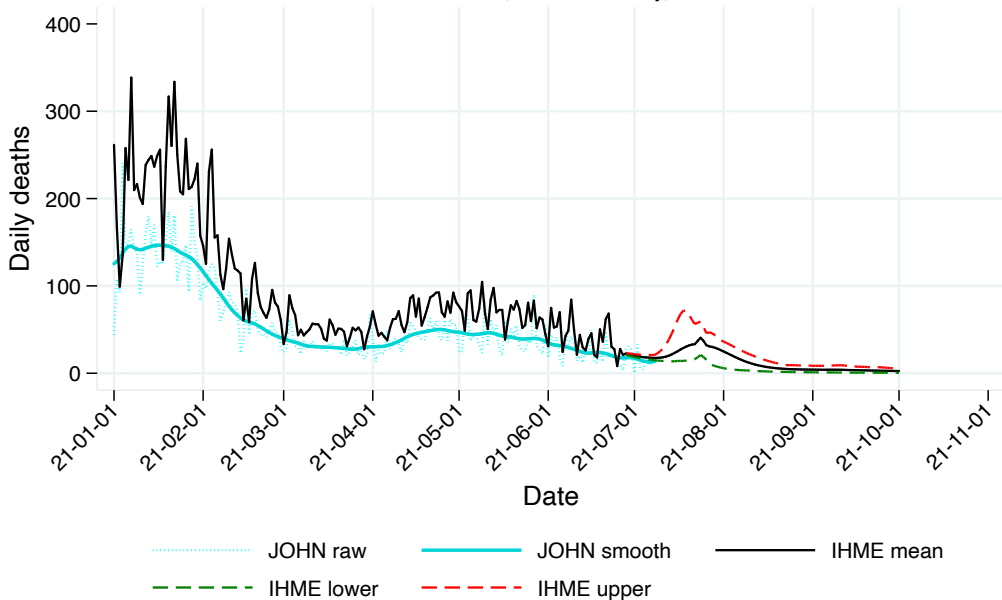 400
300
200
100
0
Daily deaths
21-01-01
21-02-01
21-03-01
21-04-01
21-05-01
21-06-01
21-07-01
21-08-01
21-09-01
21-10-01
21-11-01
Date
JOHN raw
JOHN smooth
IHME mean
IHME lower
IHME upper